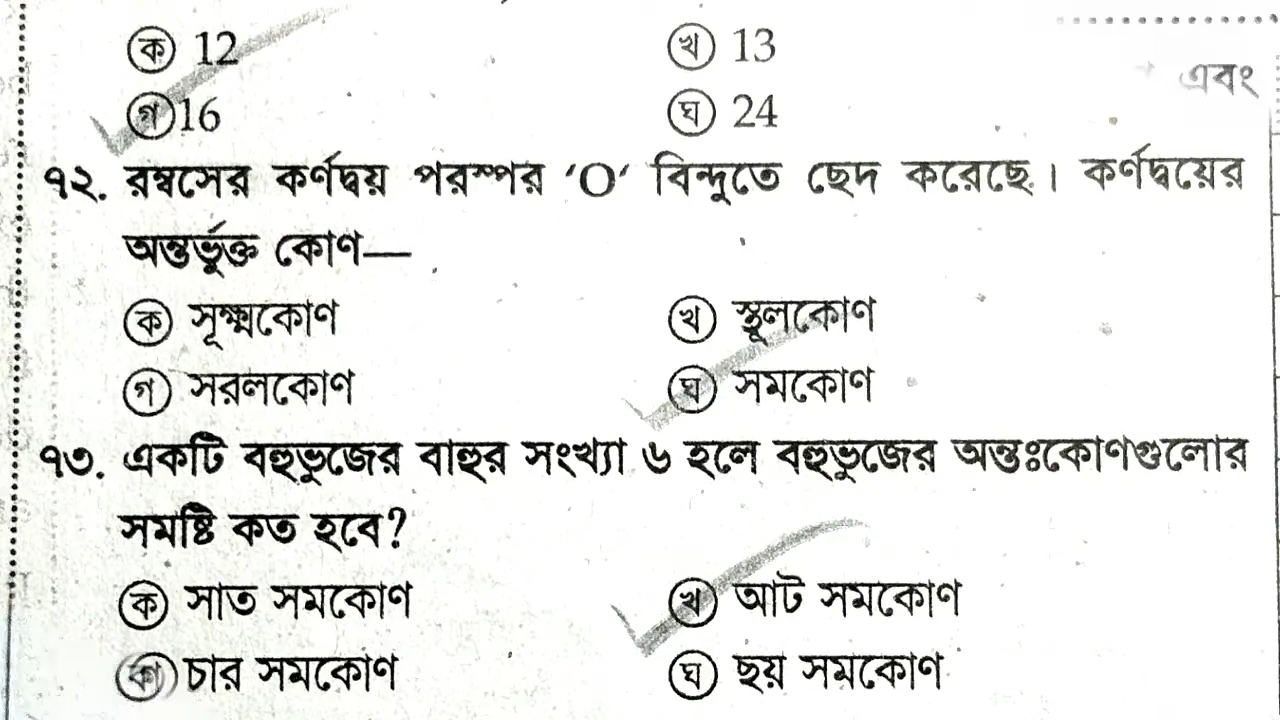 ক 12 খ 13
এবং
গ 16 ঘ 24
৭২. রম্বসের কর্ণদ্বয় পরস্পর ‘O’ বিন্দুতে ছেদ করেছে। কর্ণদ্বয়ের
অন্তর্ভুক্ত কোণ—
ক সূক্ষ্মকোণ খ স্থূলকোণ
গ সরলকোণ ঘ সমকোণ
৭৩. একটি বহুভুজের বাহুর সংখ্যা ৬ হলে বহুভুজের অন্তঃকোণগুলোর
সমষ্টি কত হবে?
ক সাত সমকোণ খ আট সমকোণ
চার সমকোণ ঘ ছয় সমকোণ